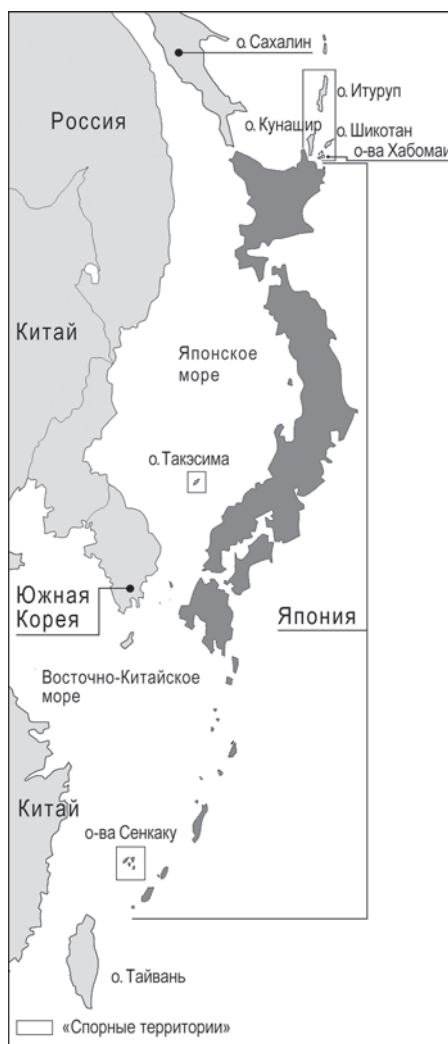 о. Сахалин
о. Итуруп
о. Кунашир
о. Шикотан
о-ва Хабомаи
Россия
Китай
Японское
море
о. Такэсима
Южная
Корея
Япония
Восточно-Китайское
море
Китай
о-ва Сенкаку
о. Тайвань
«Спорные территории»